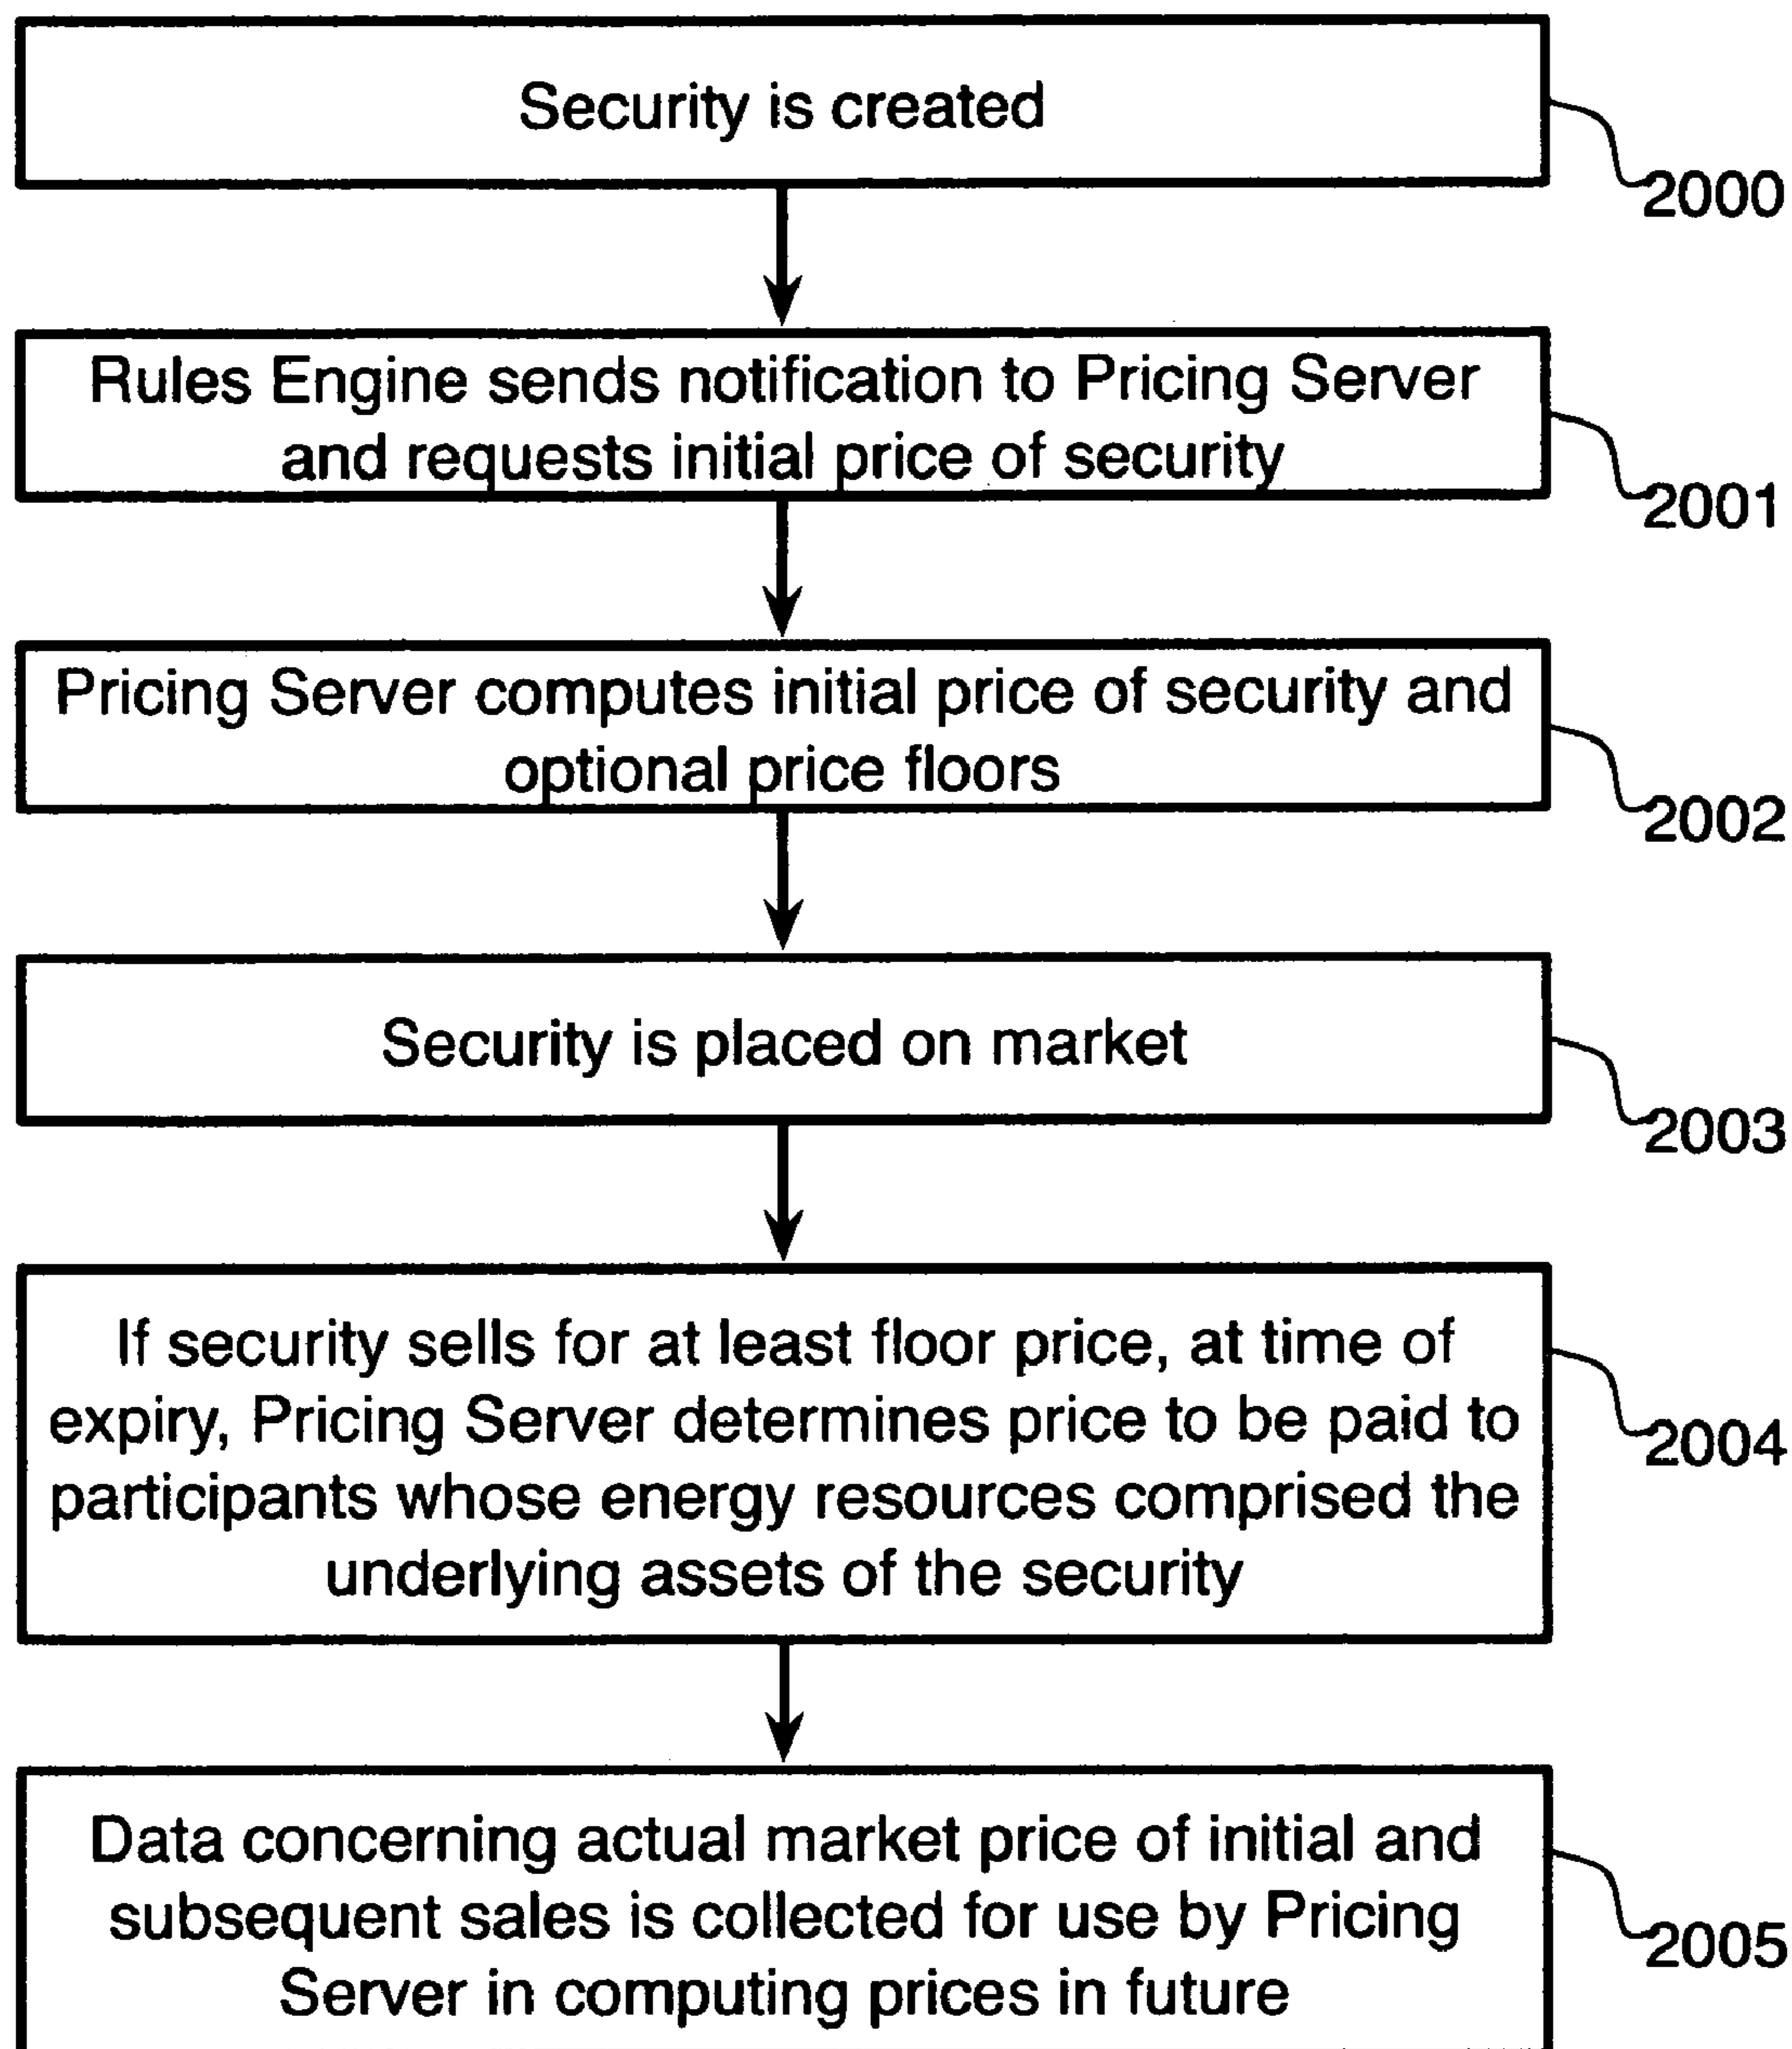 Security is created
2000
Rules Engine sends notification to Pricing Server
and requests initial price of security
2001
Pricing Server computes initial price of security and
optional price floors
2002
Security is placed on market
2003
If security sells for at least floor price, at time of
expiry, Pricing Server determines price to be paid to
participants whose energy resources comprised the
underlying assets of the security
2004
Data concerning actual market price of initial and
subsequent sales is collected for use by Pricing
Server in computing prices in future
2005